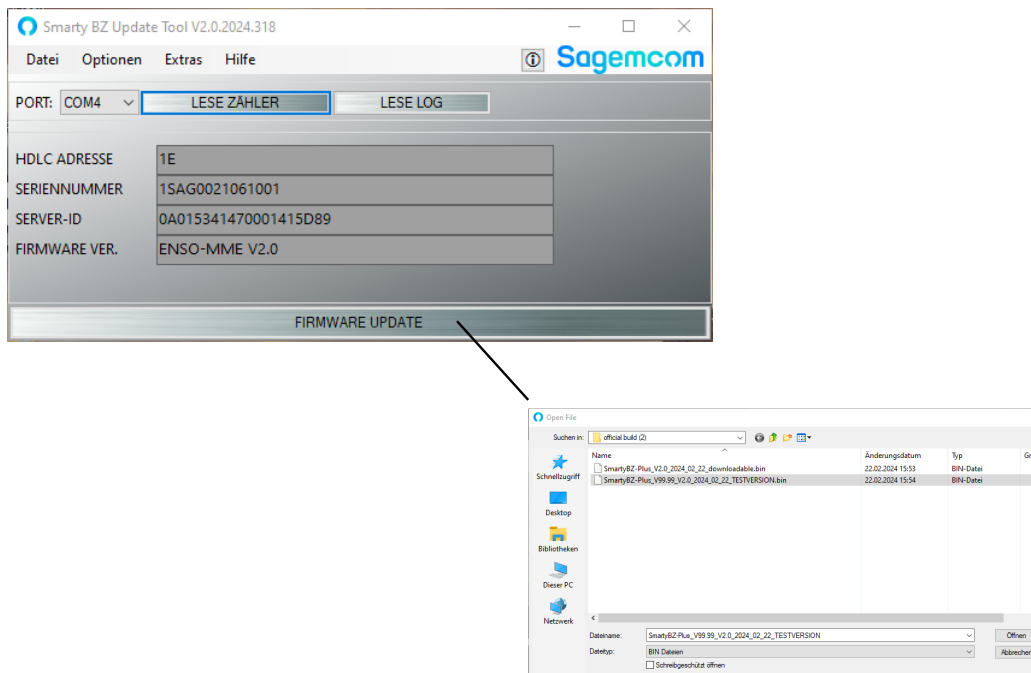 Smarty BZ Update Tool V2.0.2024.318
Datei Optionen Extras Hilfe
Sagemcom
PORT: COM4 LESE ZÄHLER LESE LOG
HDLC ADRESSE 1E
SERIENNUMMER 1SAG0021061001
SERVER-ID 0A015341470001415D89
FIRMWARE VER. ENSO-MME V2.0
FIRMWARE UPDATE
Open File
Suchen in: official build (2)
Name Änderungsdatum Typ Gr
SmartyBZ-Plus_V2.0_2024_02_22_downloadable.bin 22.02.2024 15:53 BIN-Datei
SmartyBZ-Plus_V99.99_V2.0_2024_02_22_TESTVERSION.bin 22.02.2024 15:54 BIN-Datei
Schnellzugriff
Desktop
Bibliotheken
Dieser PC
Netzwerk
Dateiname: SmartyBZ-Plus_V99.99_V2.0_2024_02_22_TESTVERSION Öffnen
Dateityp: BIN Dateien Abbrechen
Schreibgeschützt öffnen